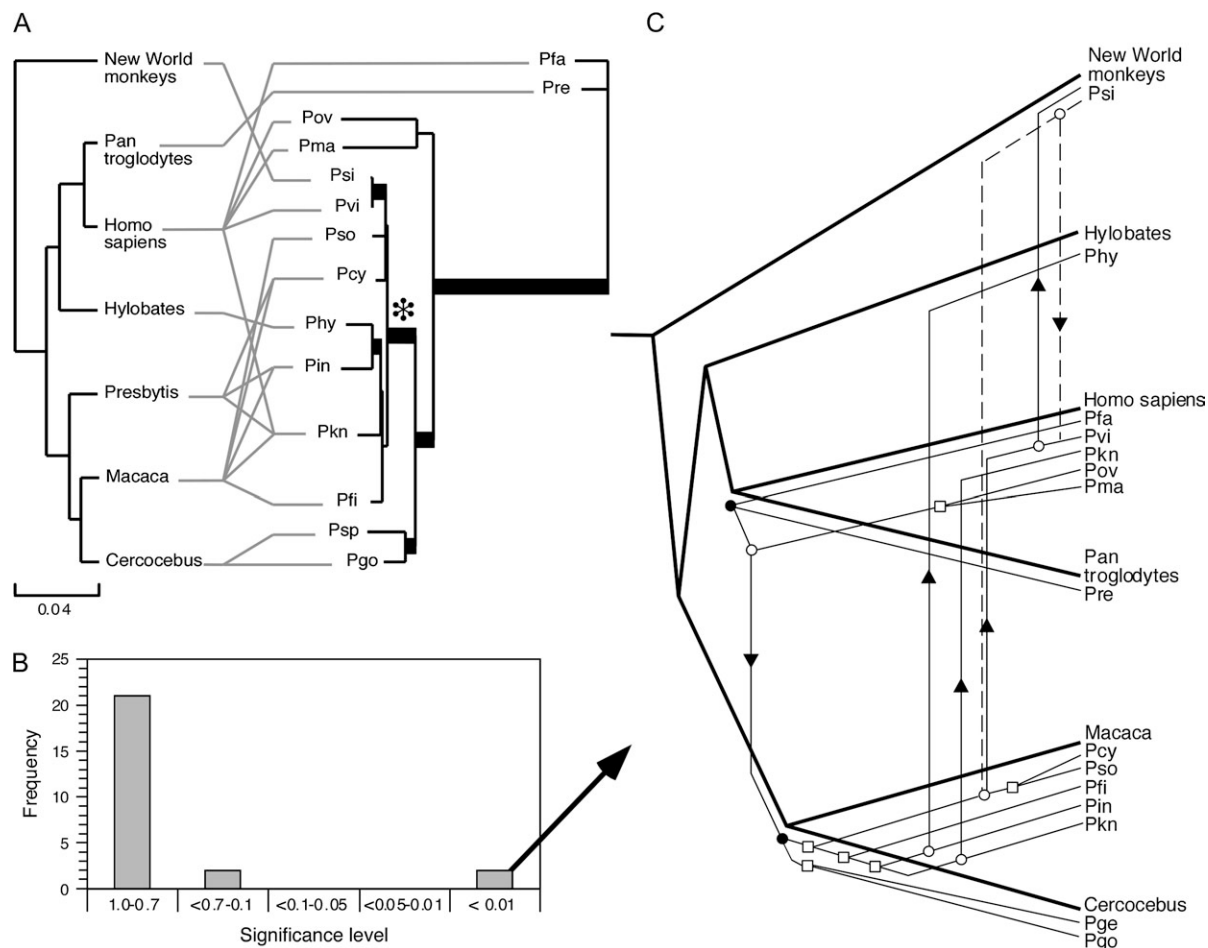 A
New World
monkeys
Pan
troglodytes
Homo
sapiens
Hylobates
Presbytis
Macaca
Cercocebus
0.04
Pfa
Pre
Pov
Pma
Psi
Pvi
Pso
Pcy
Phy
Pin
Pkn
Pfi
Psp
Pgo
B
25
20
15
10
5
0
Frequency
1.0-0.7
<0.7-0.1
<0.1-0.05
<0.05-0.01
< 0.01
Significance level
C
New World
monkeys
Psi
Hylobates
Phy
Homo sapiens
Pfa
Pvi
Pkn
Pov
Pma
Pan
troglodytes
Pre
Macaca
Pcy
Pso
Pfi
Pin
Pkn
Cercocebus
Pge
Pgo